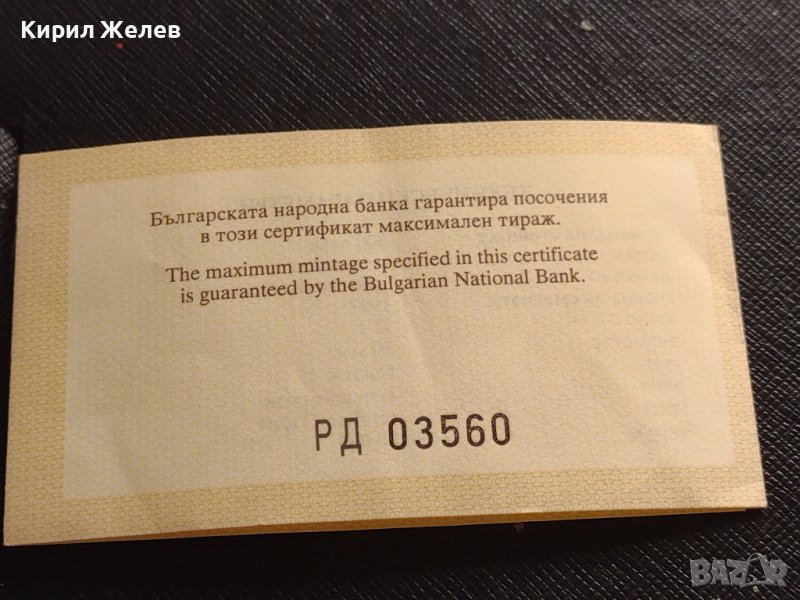 Кирил Желев
Българската народна банка гарантира посочения
в този сертификат максимален тираж.
The maximum mintage specified in this certificate
is guaranteed by the Bulgarian National Bank.
РД 03560
BAZAR